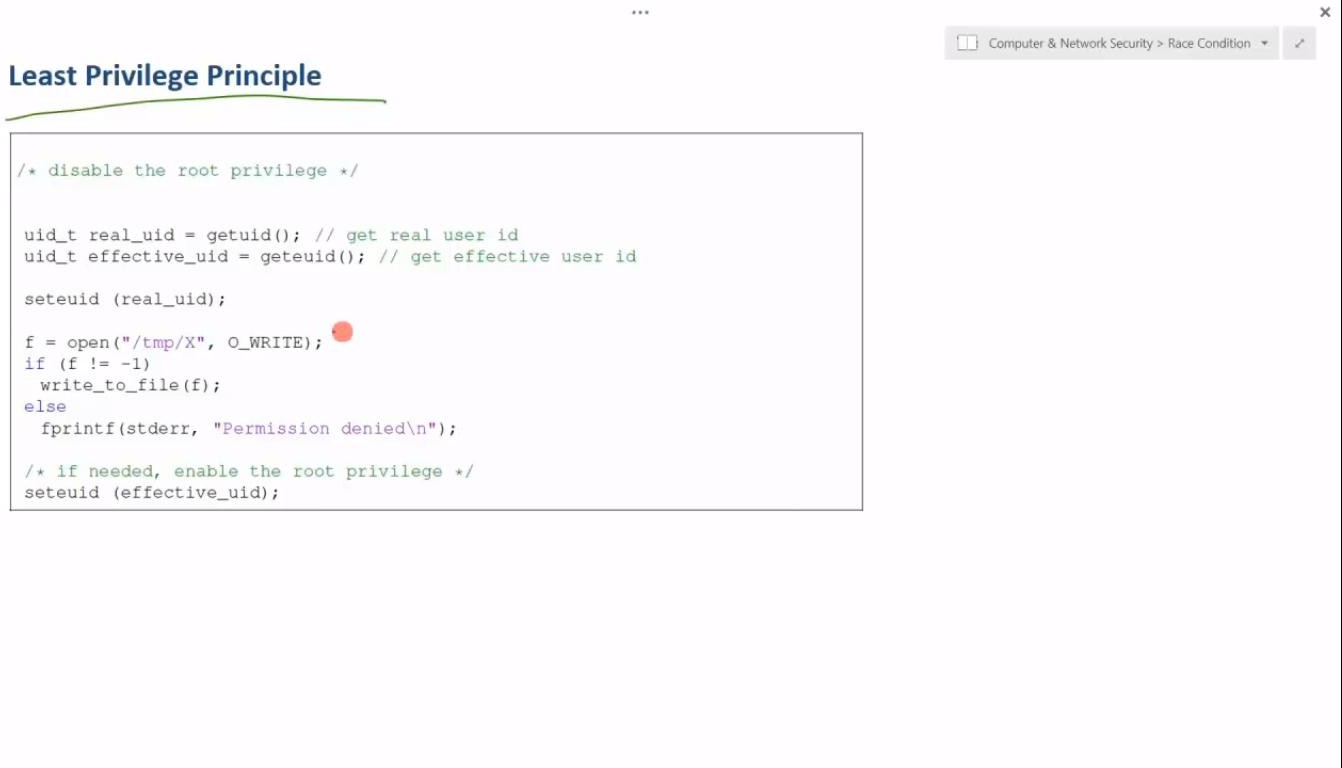 Computer & Network Security > Race Condition
Least Privilege Principle
/* disable the root privilege */
uid_t real_uid = getuid(); // get real user id
uid_t effective_uid = geteuid(); // get effective user id
seteuid (real_uid);
f = open("/tmp/X", O_WRITE);
if (f != -1)
write_to_file(f);
else
fprintf(stderr, "Permission denied\n");
/* if needed, enable the root privilege */
seteuid (effective_uid);